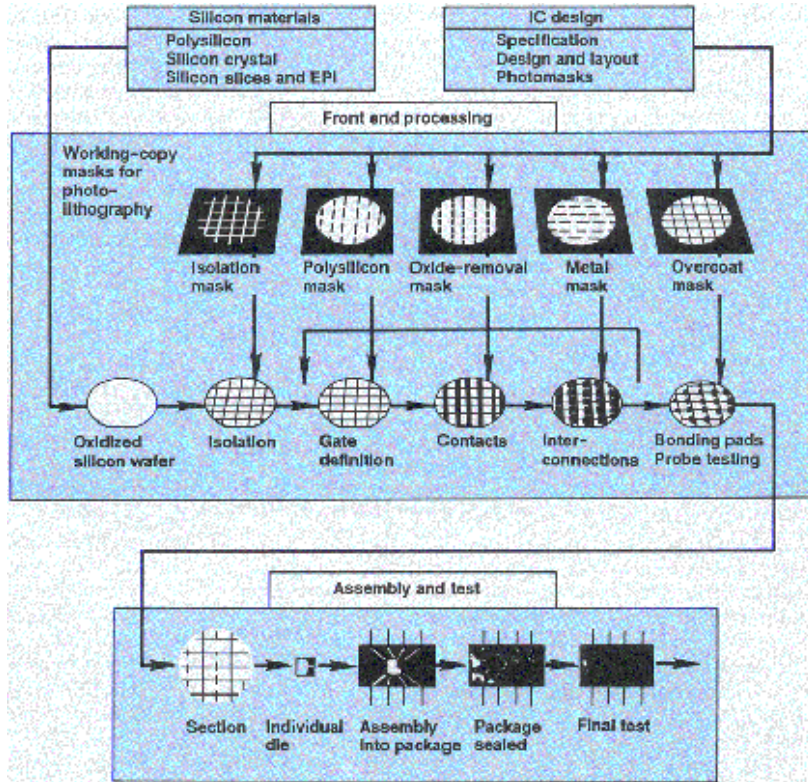 Silicon materials
Polysilicon
Silicon crystal
Silicon slices and EPI
IC design
Specification
Design and layout
Photomasks
Front end processing
Working-copy
masks for
photo-
lithography
Isolation
mask
Polysilicon
mask
Oxide-removal
mask
Metal
mask
Overcoat
mask
Oxidized
silicon wafer
Isolation
Gate
definition
Contacts
Inter-
connections
Bonding pads
Probe testing
Assembly and test
Section
Individual
die
Assembly
into package
Package
sealed
Final test